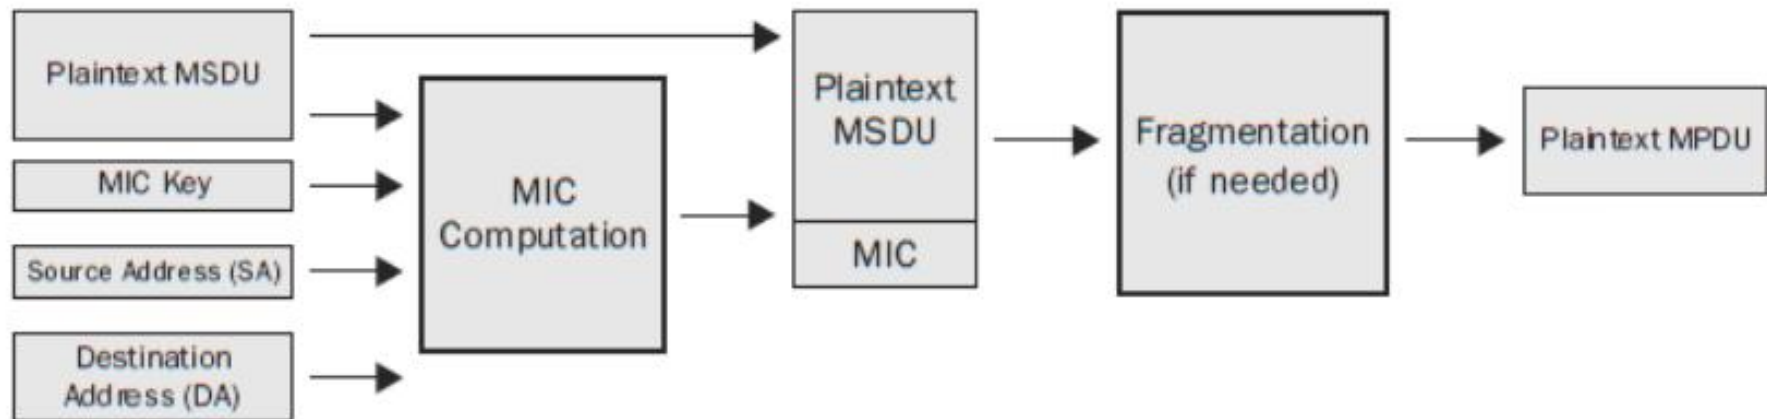 Plaintext MSDU
MIC Key
Source Address (SA)
Destination
Address (DA)
MIC
Computation
Plaintext
MSDU
MIC
Fragmentation
(if needed)
Plaintext MPDU